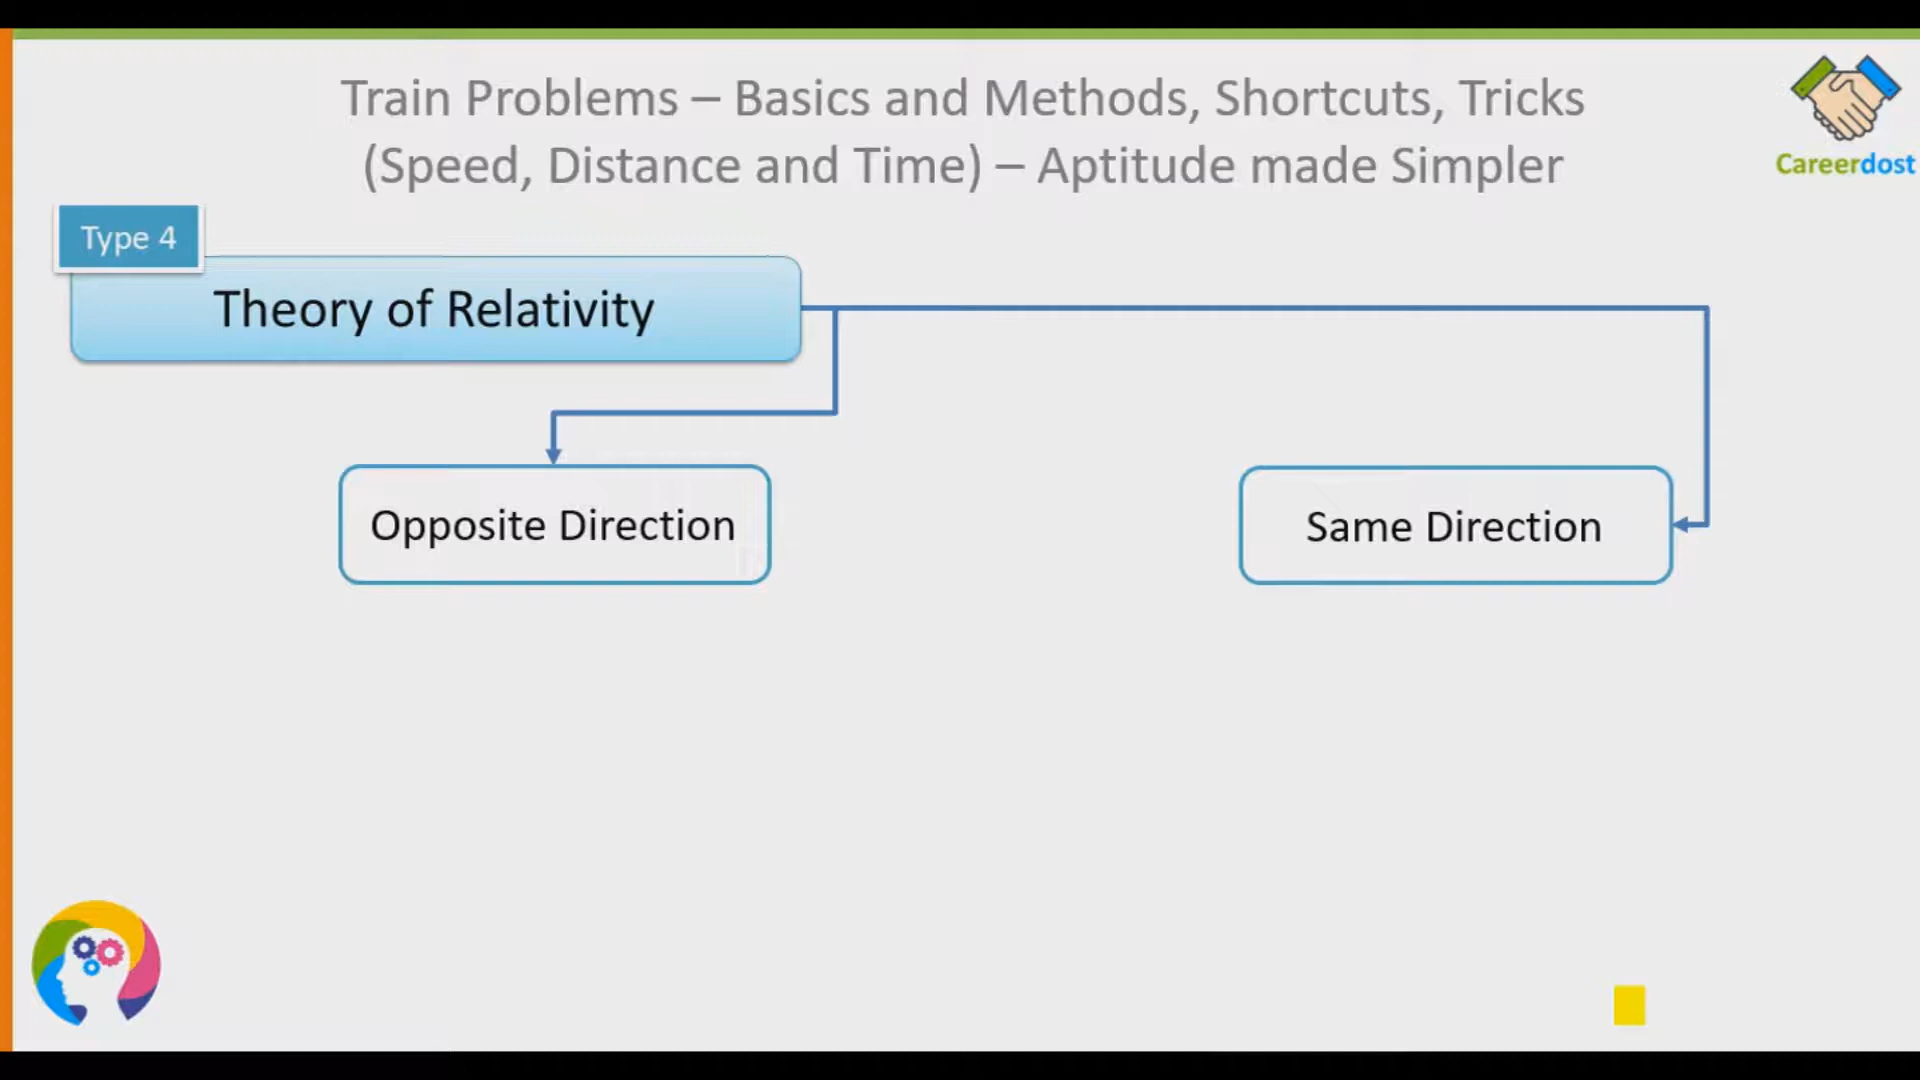 Train Problems – Basics and Methods, Shortcuts, Tricks
(Speed, Distance and Time) – Aptitude made Simpler
Careerdost
Type 4
Theory of Relativity
Opposite Direction
Same Direction